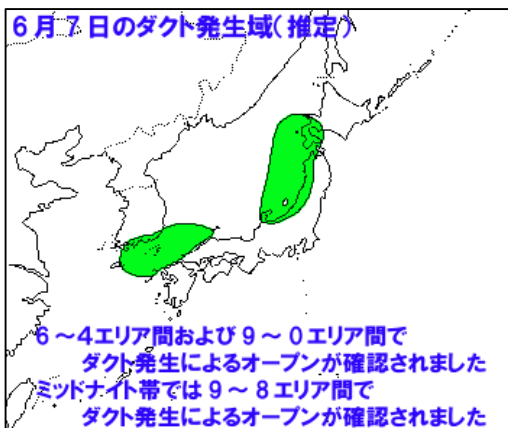 6月7日のダクト発生域(推定)
6～4エリア間および9～0エリア間で
ダクト発生によるオープンが確認されました
ミッドナイト帯では9～8エリア間で
ダクト発生によるオープンが確認されました